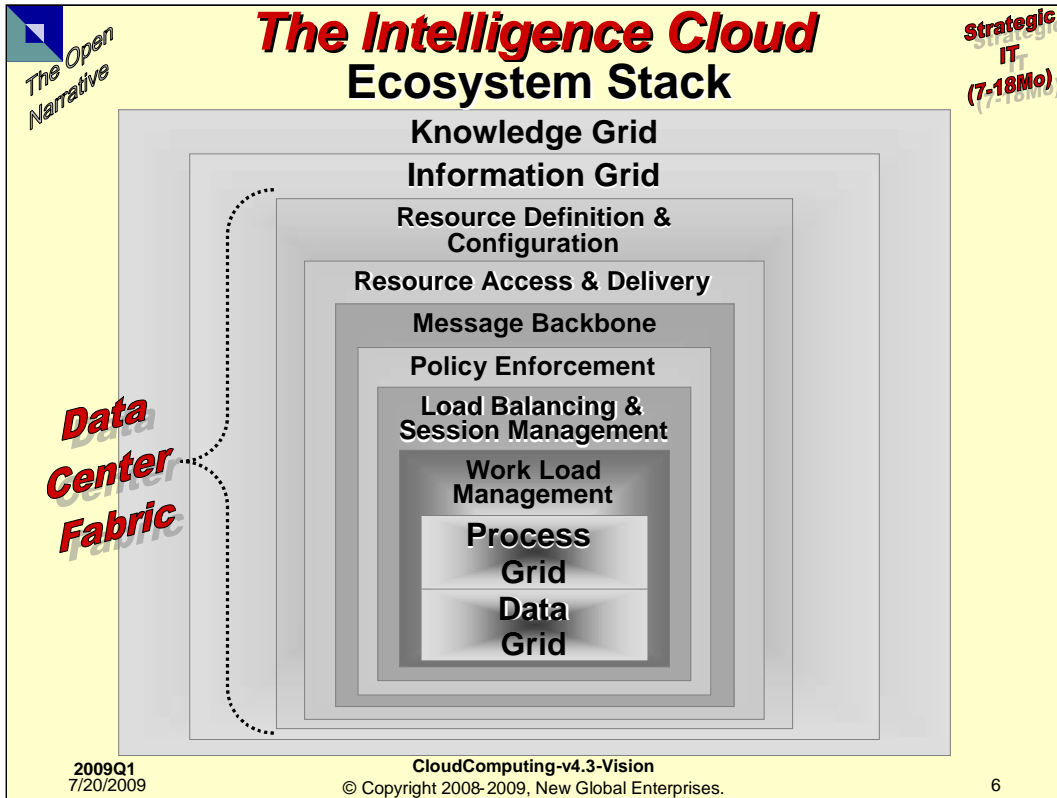 The Open
Narrative
The Intelligence Cloud
Ecosystem Stack
Strategic
IT
(7-18Mo)
Knowledge Grid
Information Grid
Resource Definition &
Configuration
Resource Access & Delivery
Message Backbone
Policy Enforcement
Load Balancing &
Session Management
Work Load
Management
Process
Grid
Data
Grid
Data
Center
Fabric
2009Q1
7/20/2009
CloudComputing-v4.3-Vision
© Copyright 2008-2009, New Global Enterprises.
6